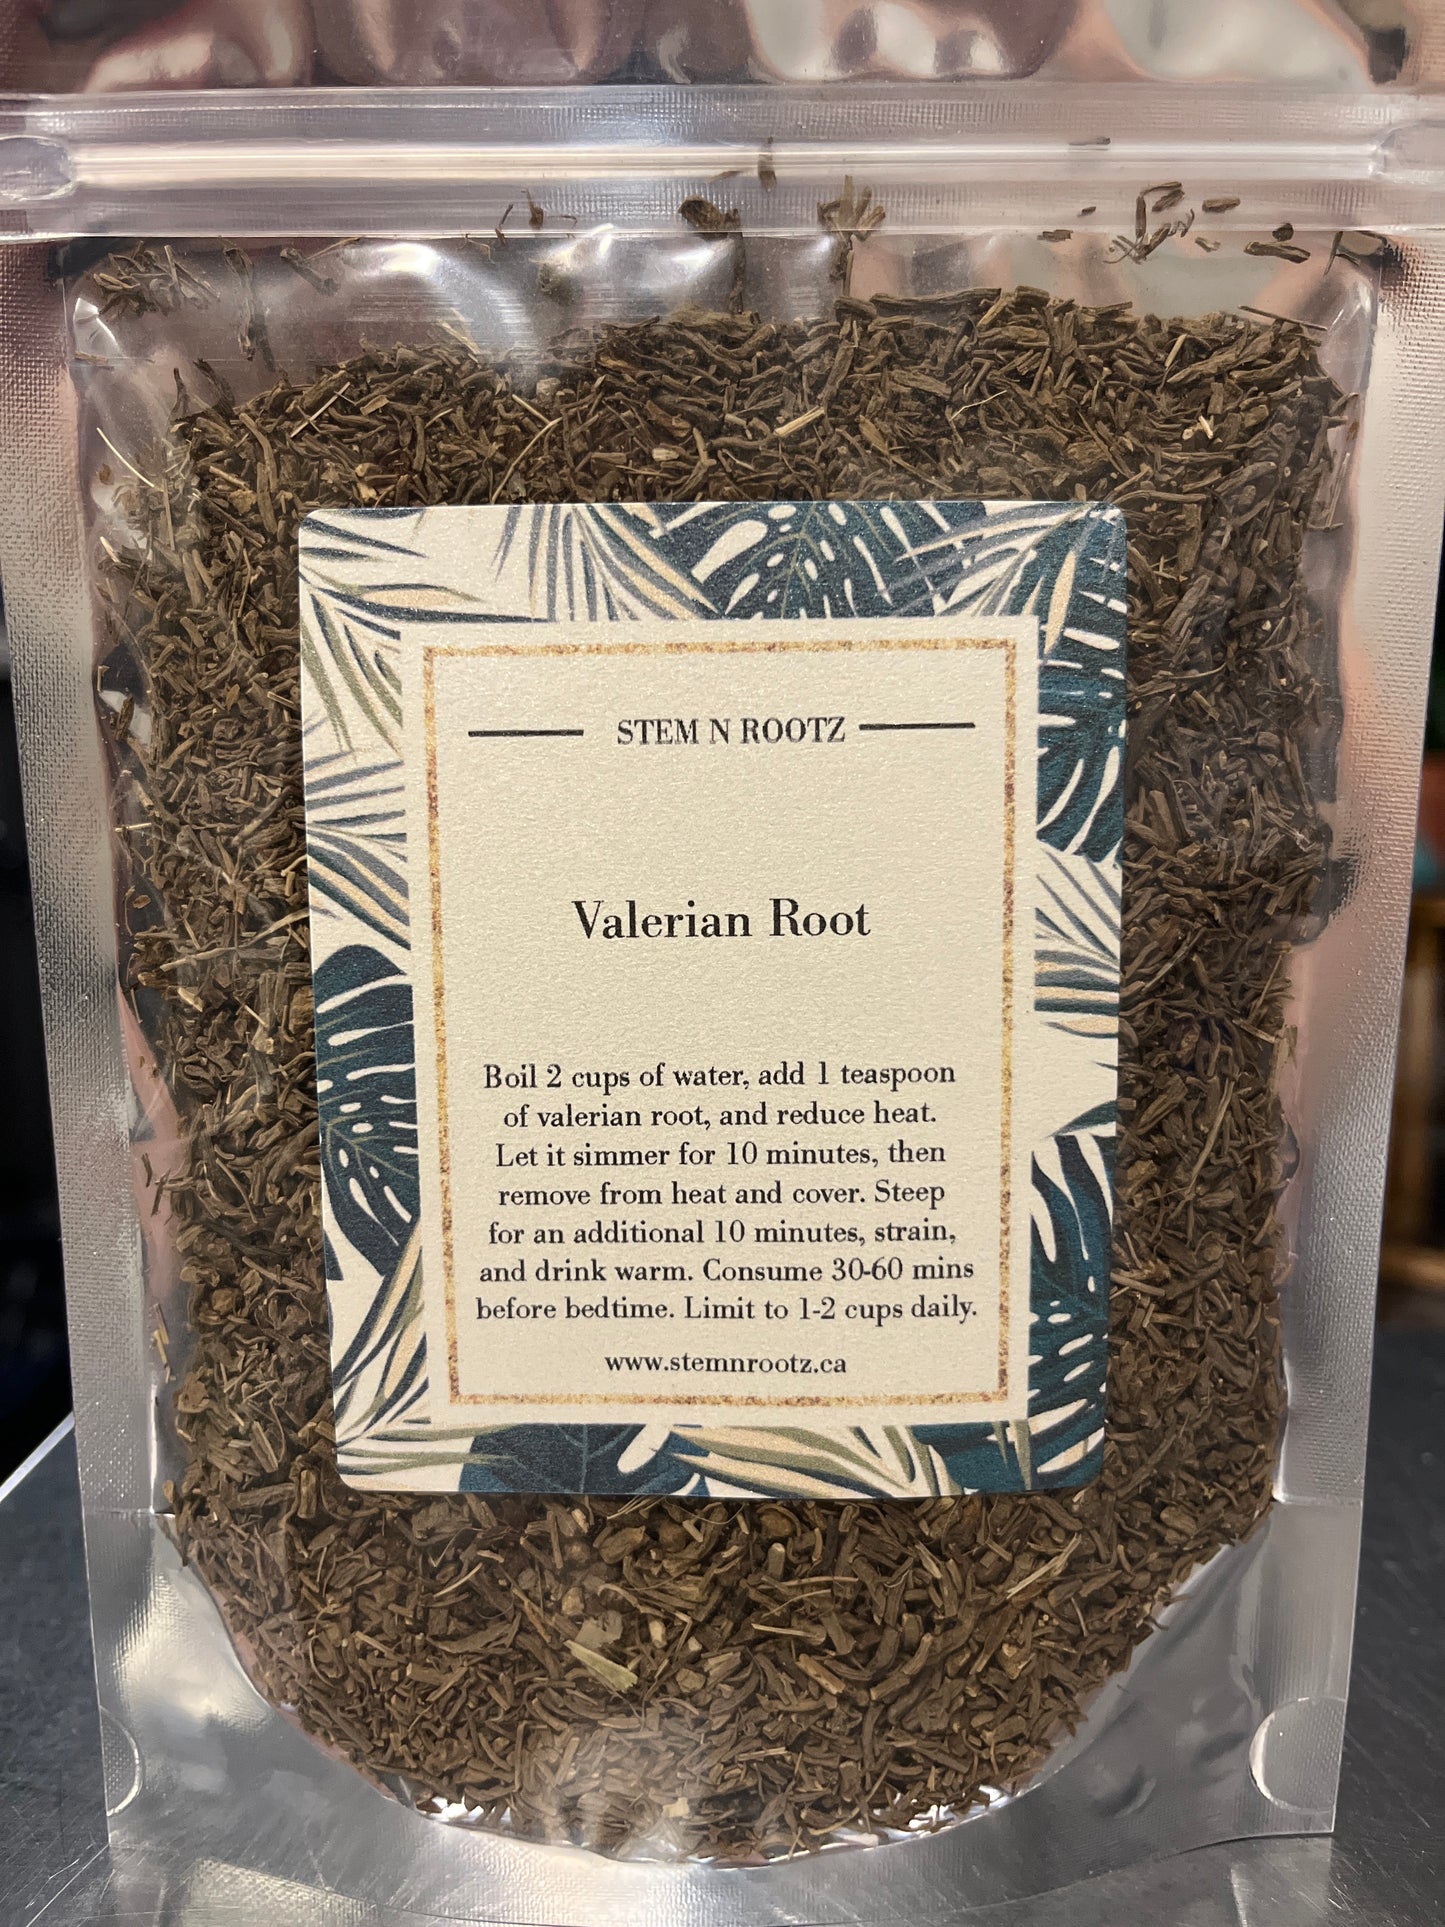 STEM N ROOTZ
Valerian Root
Boil 2 cups of water, add 1 teaspoon
of valerian root, and reduce heat.
Let it simmer for 10 minutes, then
remove from heat and cover. Steep
for an additional 10 minutes, strain,
and drink warm. Consume 30-60 mins
before bedtime. Limit to 1-2 cups daily.
www.stemnrootz.ca